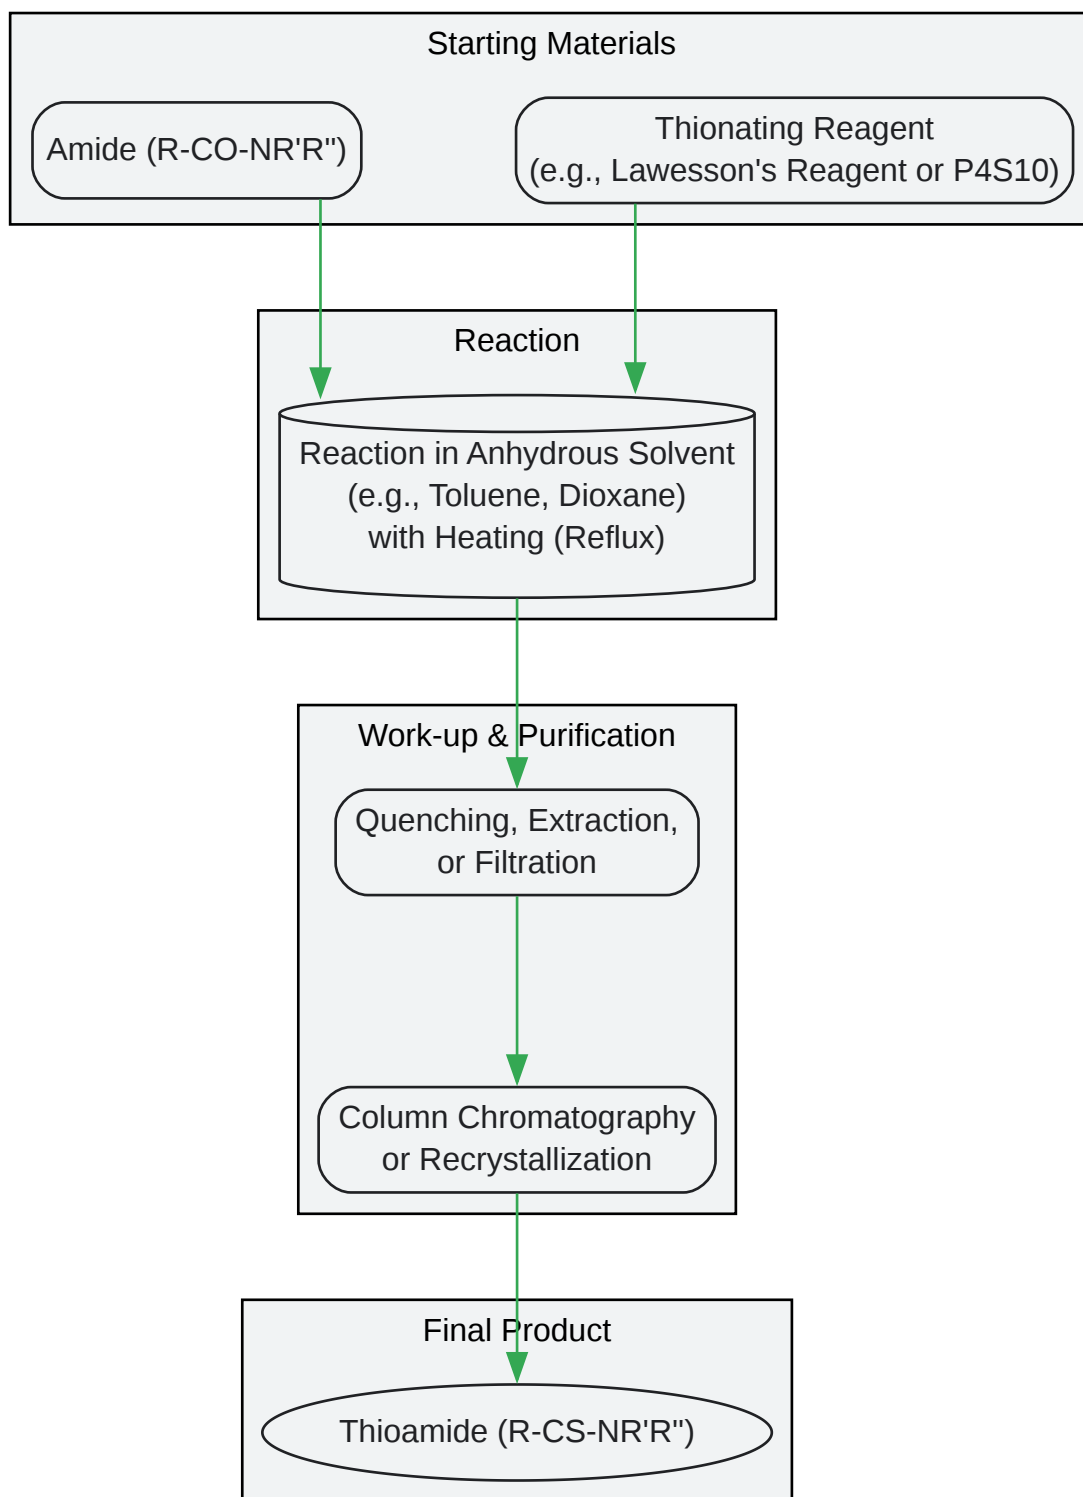 Starting Materials
Amide (R-CO-NR'R'')
Thionating Reagent
(e.g., Lawesson's Reagent or P4S10)
Reaction
Reaction in Anhydrous Solvent
(e.g., Toluene, Dioxane)
with Heating (Reflux)
Work-up & Purification
Quenching, Extraction,
or Filtration
Column Chromatography
or Recrystallization
Final Product
Thioamide (R-CS-NR'R'')